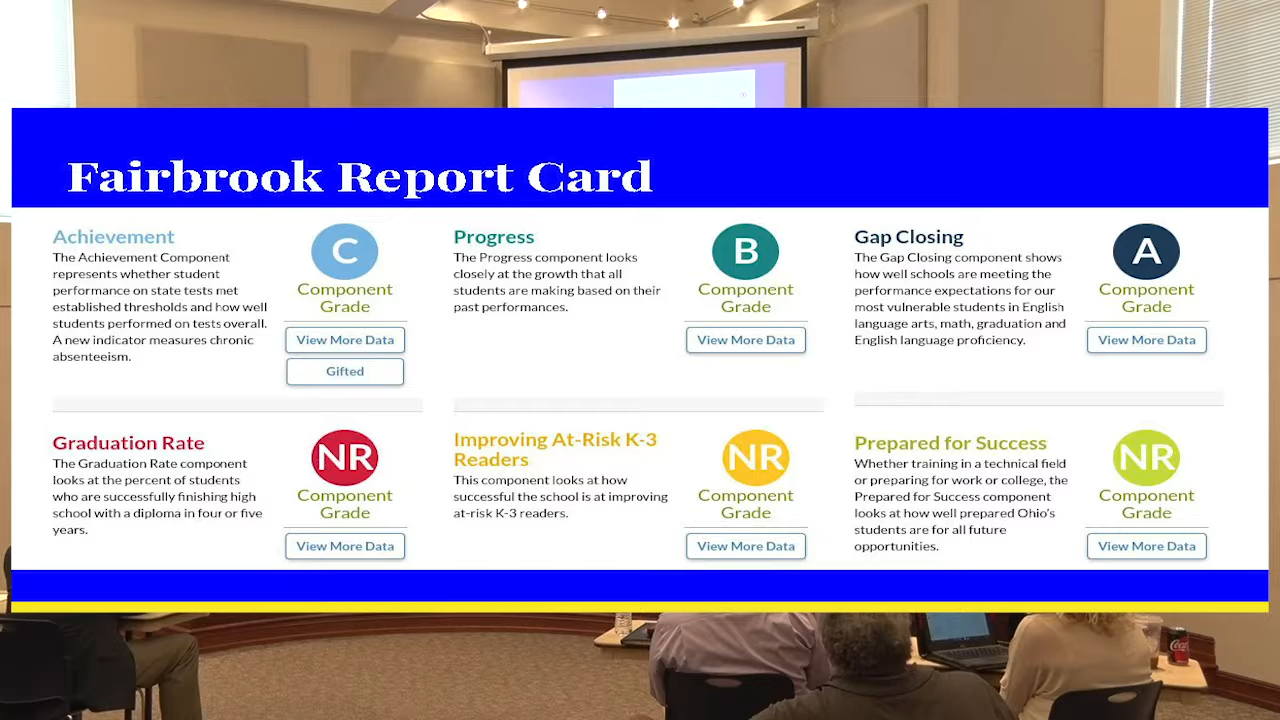 Fairbrook Report Card
Achievement
The Achievement Component
represents whether student
performance on state tests met
established thresholds and how well
students performed on tests overall.
A new indicator measures chronic
absenteeism.
C
Component
Grade
View More Data
Gifted
Progress
The Progress component looks
closely at the growth that all
students are making based on their
past performances.
B
Component
Grade
View More Data
Gap Closing
The Gap Closing component shows
how well schools are meeting the
performance expectations for our
most vulnerable students in English
language arts, math, graduation and
English language proficiency.
A
Component
Grade
View More Data
Graduation Rate
The Graduation Rate component
looks at the percent of students
who are successfully finishing high
school with a diploma in four or five
years.
NR
Component
Grade
View More Data
Improving At-Risk K-3
Readers
This component looks at how
successful the school is at improving
at-risk K-3 readers.
NR
Component
Grade
View More Data
Prepared for Success
Whether training in a technical field
or preparing for work or college, the
Prepared for Success component
looks at how well prepared Ohio's
students are for all future
opportunities.
NR
Component
Grade
View More Data